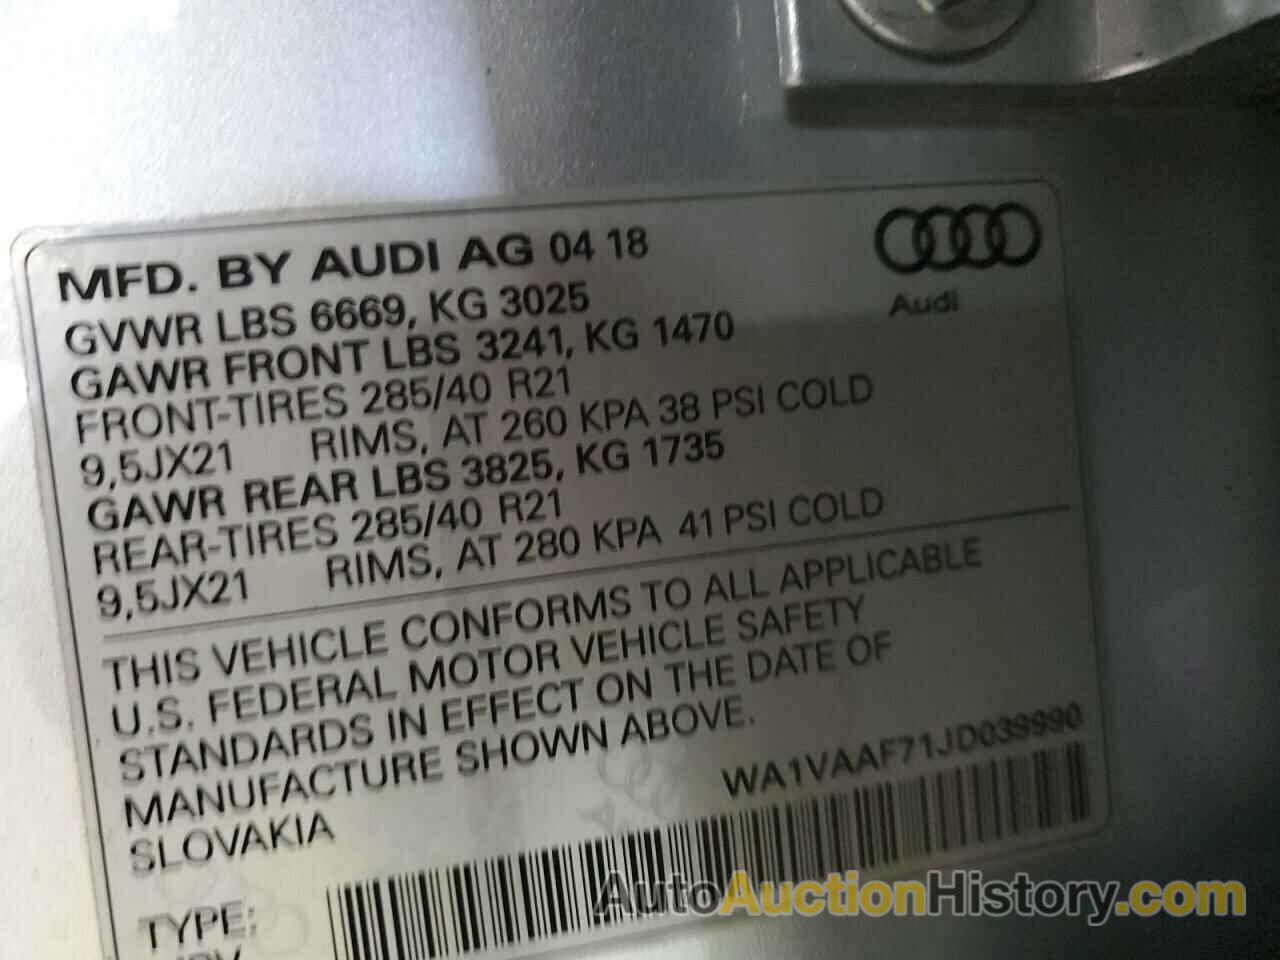 MFD. BY AUDI AG 04 18
Audi
GVWR LBS 6669, KG 3025
GAWR FRONT LBS 3241, KG 1470
FRONT-TIRES 285/40 R21
9,5JX21 RIMS, AT 260 KPA 38 PSI COLD
GAWR REAR LBS 3825, KG 1735
REAR-TIRES 285/40 R21
9,5JX21 RIMS, AT 280 KPA 41 PSI COLD
THIS VEHICLE CONFORMS TO ALL APPLICABLE
U.S. FEDERAL MOTOR VEHICLE SAFETY
STANDARDS IN EFFECT ON THE DATE OF
MANUFACTURE SHOWN ABOVE.
SLOVAKIA
WA1VAAF71JD039990
TYPE:
AutoAuctionHistory.com